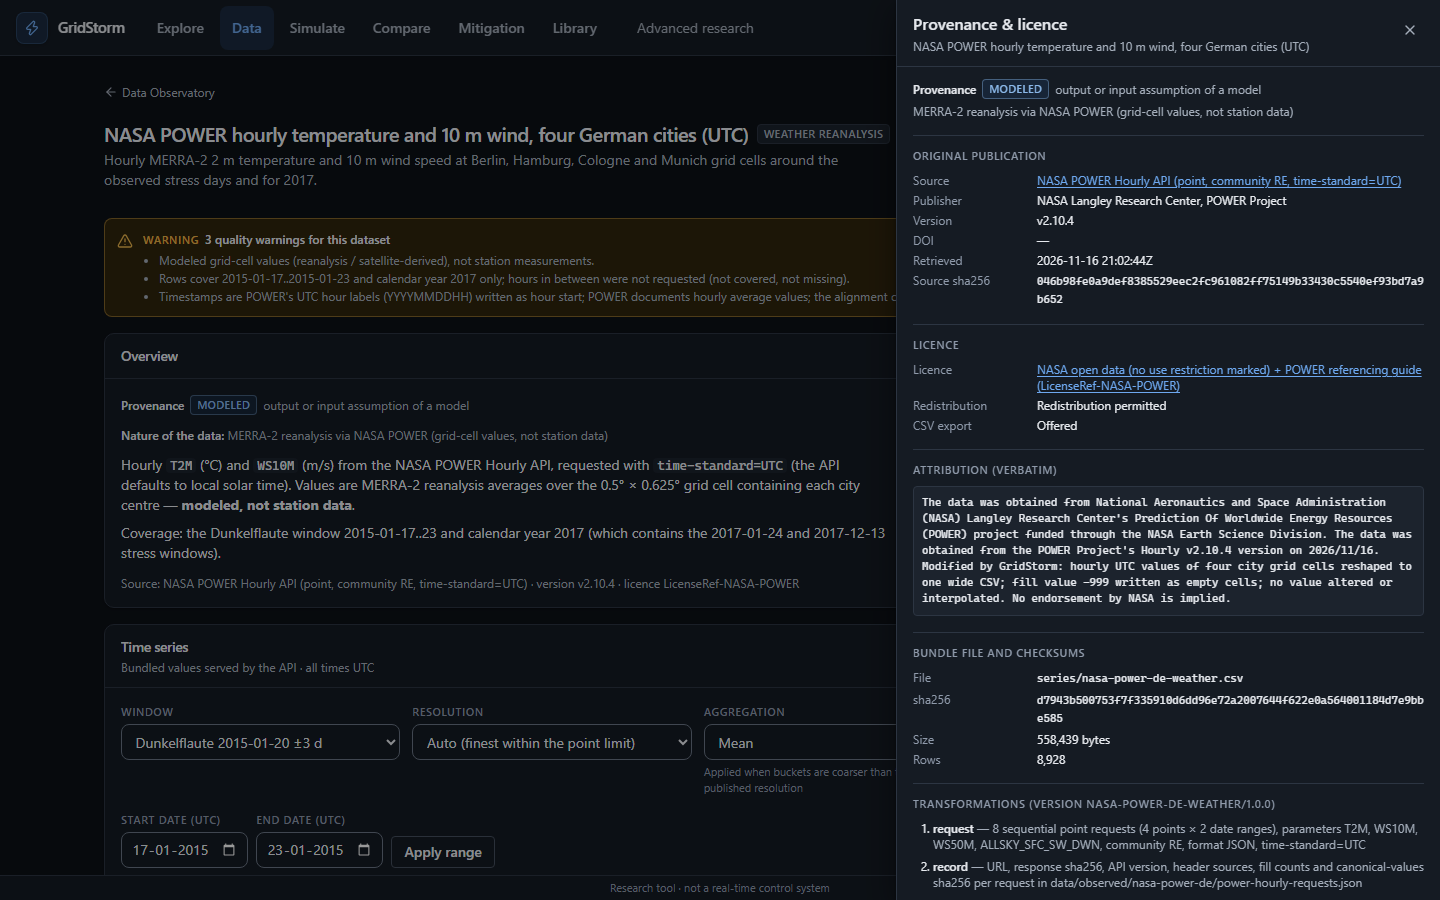 GridStorm
Explore
Data
Simulate
Compare
Mitigation
Library
Advanced research
Data Observatory
NASA POWER hourly temperature and 10 m wind, four German cities (UTC)
WEATHER REANALYSIS
Hourly MERRA-2 2 m temperature and 10 m wind speed at Berlin, Hamburg, Cologne and Munich grid cells around the
observed stress days and for 2017.
WARNING 3 quality warnings for this dataset
• Modeled grid-cell values (reanalysis / satellite-derived), not station measurements.
• Rows cover 2015-01-17..2015-01-23 and calendar year 2017 only; hours in between were not requested (not covered, not missing).
• Timestamps are POWER's UTC hour labels (YYYYMMDDHH) written as hour start; POWER documents hourly average values; the alignment
Overview
Provenance MODELED output or input assumption of a model
Nature of the data: MERRA-2 reanalysis via NASA POWER (grid-cell values, not station data)
Hourly T2M (°C) and WS10M (m/s) from the NASA POWER Hourly API, requested with time-standard=UTC (the API
defaults to local solar time). Values are MERRA-2 reanalysis averages over the 0.5° × 0.625° grid cell containing each city
centre — modeled, not station data.
Coverage: the Dunkelflaute window 2015-01-17..23 and calendar year 2017 (which contains the 2017-01-24 and 2017-12-13
stress windows).
Source: NASA POWER Hourly API (point, community RE, time-standard=UTC) · version v2.10.4 · licence LicenseRef-NASA-POWER
Time series
Bundled values served by the API · all times UTC
WINDOW
RESOLUTION
AGGREGATION
Dunkelflaute 2015-01-20 ±3 d
Auto (finest within the point limit)
Mean
Applied when buckets are coarser than
published resolution
START DATE (UTC)
END DATE (UTC)
17-01-2015
23-01-2015
Apply range
Research tool · not a real-time control system
Provenance & licence
NASA POWER hourly temperature and 10 m wind, four German cities (UTC)
Provenance MODELED output or input assumption of a model
MERRA-2 reanalysis via NASA POWER (grid-cell values, not station data)
ORIGINAL PUBLICATION
Source NASA POWER Hourly API (point, community RE, time-standard=UTC)
Publisher NASA Langley Research Center, POWER Project
Version v2.10.4
DOI —
Retrieved 2026-11-16 21:02:44Z
Source sha256 046b98fe0a9def8385529eec2fc961082ff75149b33430c5540ef93bd7a9
b652
LICENCE
Licence NASA open data (no use restriction marked) + POWER referencing guide
(LicenseRef-NASA-POWER)
Redistribution Redistribution permitted
CSV export Offered
ATTRIBUTION (VERBATIM)
The data was obtained from National Aeronautics and Space Administration
(NASA) Langley Research Center's Prediction Of Worldwide Energy Resources
(POWER) project funded through the NASA Earth Science Division. The data was
obtained from the POWER Project's Hourly v2.10.4 version on 2026/11/16.
Modified by GridStorm: hourly UTC values of four city grid cells reshaped to
one wide CSV; fill value -999 written as empty cells; no value altered or
interpolated. No endorsement by NASA is implied.
BUNDLE FILE AND CHECKSUMS
File series/nasa-power-de-weather.csv
sha256 d7943b500753f7f335910d6dd96e72a2007644f622e0a564001184d7e9bb
e585
Size 558,439 bytes
Rows 8,928
TRANSFORMATIONS (VERSION NASA-POWER-DE-WEATHER/1.0.0)
1. request — 8 sequential point requests (4 points × 2 date ranges), parameters T2M, WS10M,
WS50M, ALLSKY_SFC_SW_DWN, community RE, format JSON, time-standard=UTC
2. record — URL, response sha256, API version, header sources, fill counts and canonical-values
sha256 per request in data/observed/nasa-power-de/power-hourly-requests.json